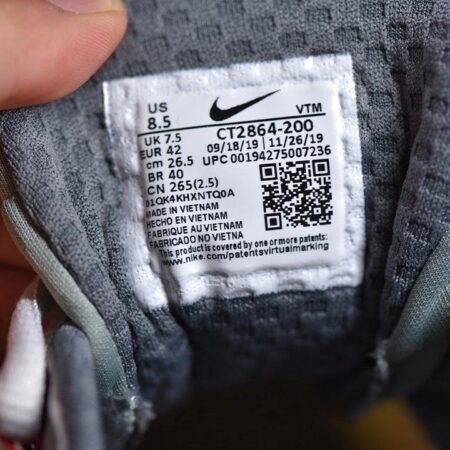 US
8.5
VTM
UK 7.5
CT2864-200
EUR 42
09/18/19 | 11/26/19
cm 26.5
UPC 00194275007236
BR 40
CN 265(2.5)
01QK4KHXNTQ0A
MADE IN VIETNAM
HECHO EN VIETNAM
FABRIQUE AU VIETNAM
FABRICADO NO VIETNAM
This product is covered by one or more patents:
www.nike.com/patentsvirtualmarking